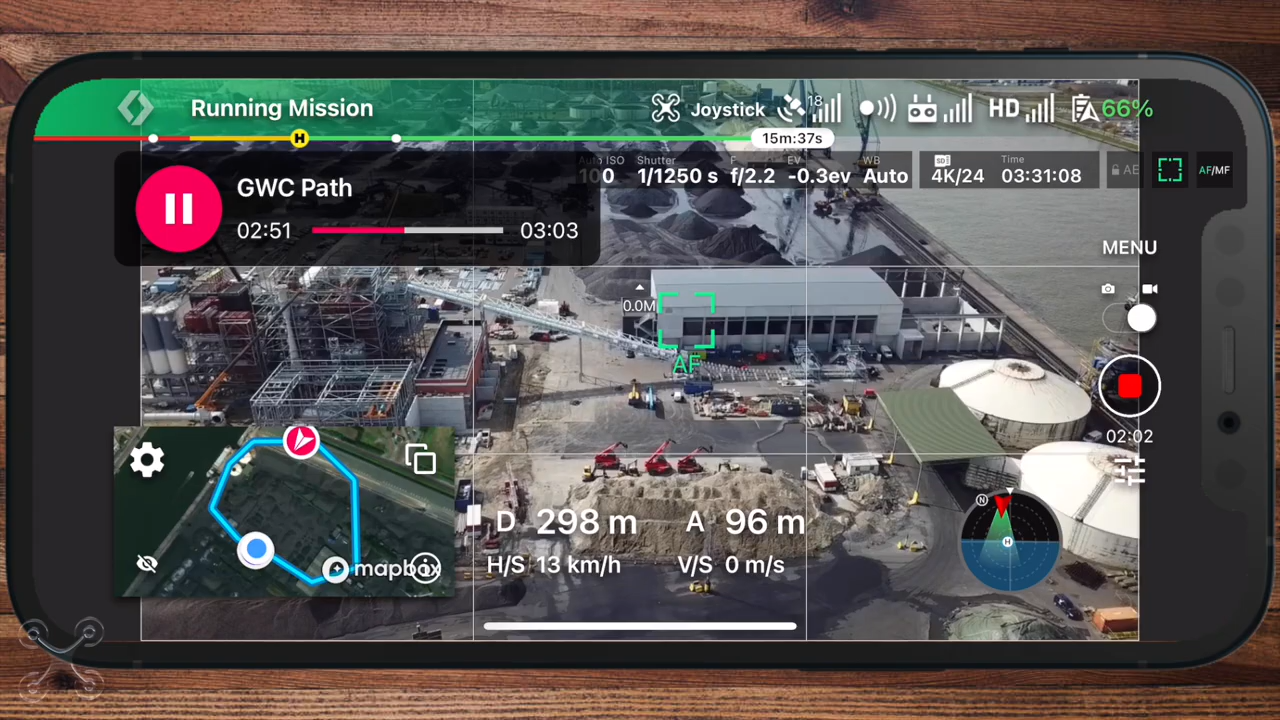 Running Mission
Joystick
18
HD
66%
15m:37s
Auto ISO Shutter F EV WB
100 1/1250 s f/2.2 -0.3ev Auto
SD Time
4K/24 03:31:08
AE
AF/MF
GWC Path
02:51 03:03
MENU
0.0M
AF
02:02
D 298 m A 96 m
H/S 13 km/h V/S 0 m/s
N
H
H
mapbox